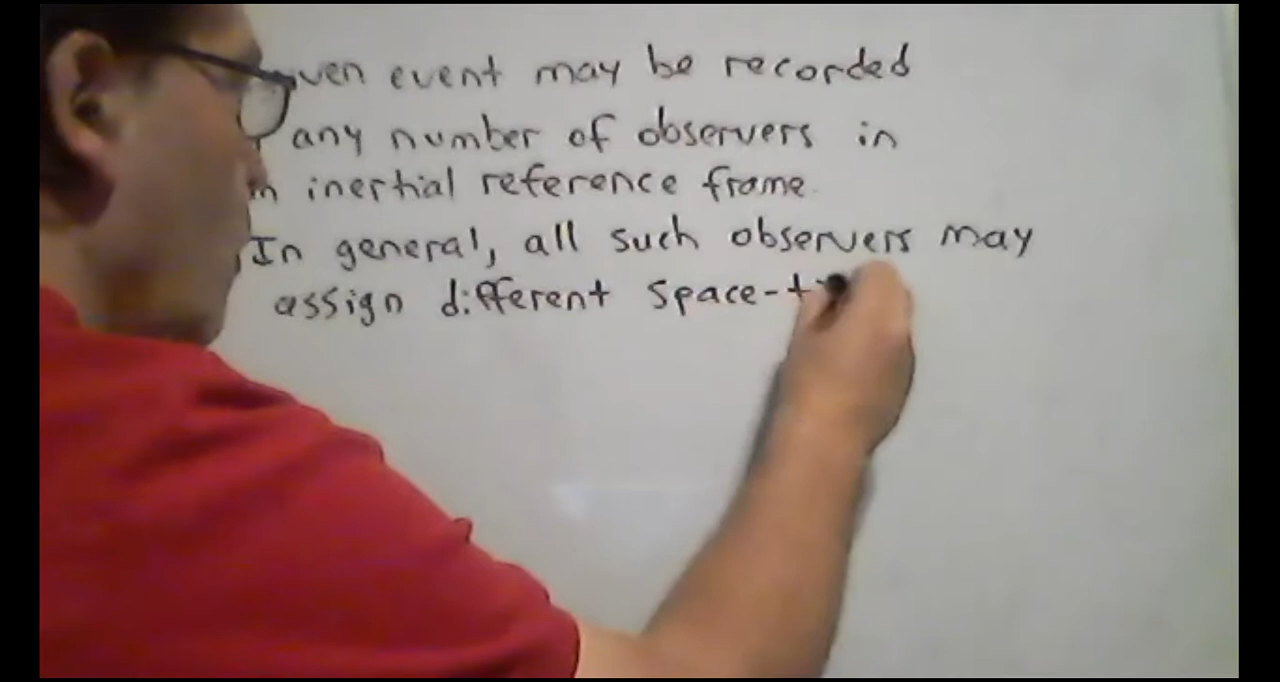 event may be recorded
any number of observers in
inertial reference frame.
In general, all such observers may
assign different space-